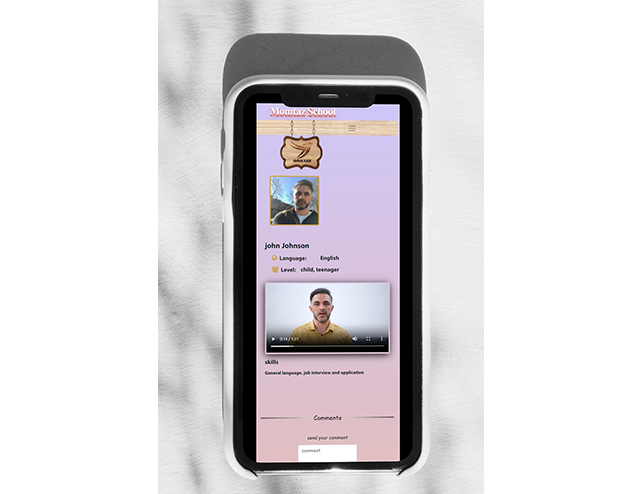 Momtaz School
MOMTAZ
john Johnson
Language: English
Level: child, teenager
0:14 / 1:31
skills
General language, job interview and application
Comments
send your comment
comment